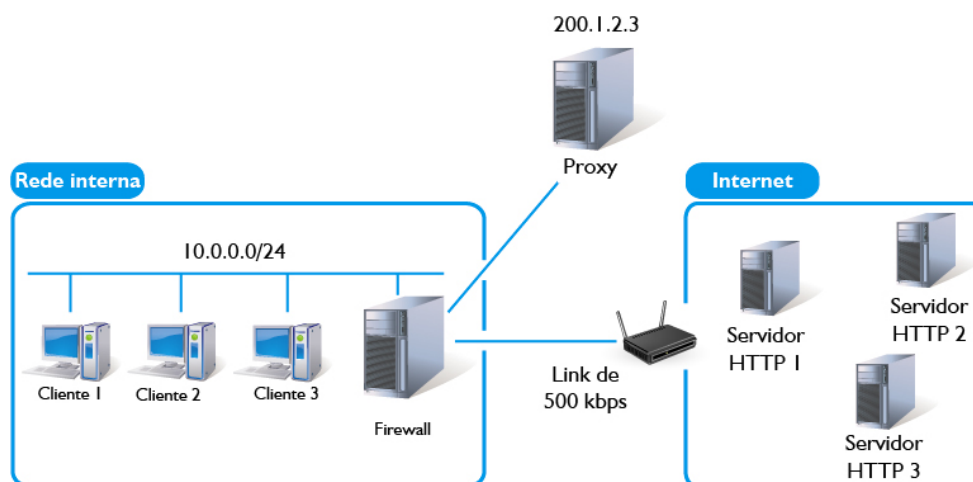 200.1.2.3
Proxy
Rede interna
Internet
10.0.0.0/24
Cliente 1
Cliente 2
Cliente 3
Firewall
Link de
500 kbps
Servidor
HTTP 1
Servidor
HTTP 2
Servidor
HTTP 3